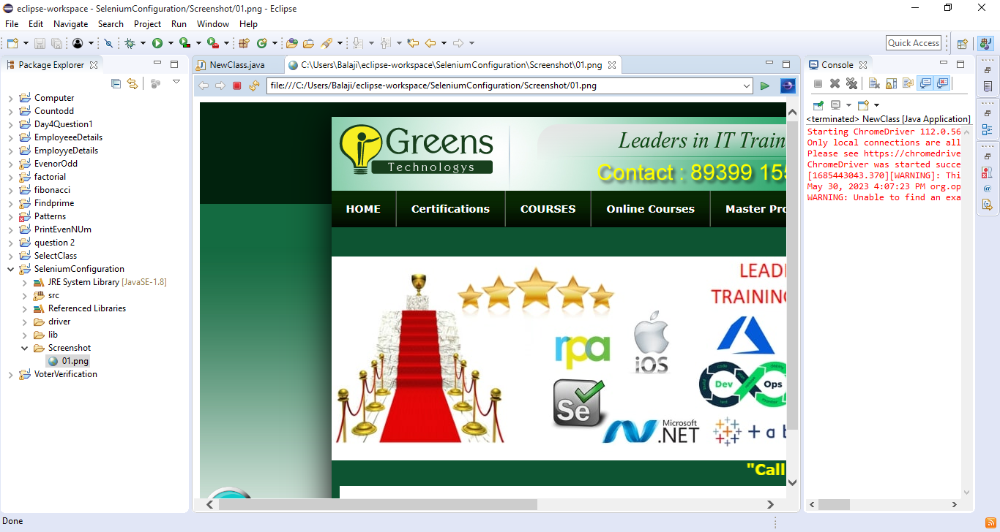 eclipse-workspace - SeleniumConfiguration/Screenshot/01.png - Eclipse
File Edit Navigate Search Project Run Window Help
Quick Access
Package Explorer
Computer
Countodd
Day4Question1
EmployeeeDetails
EmployyeDetails
EvenorOdd
factorial
fibonacci
Findprime
Patterns
PrintEvenNUm
question 2
SelectClass
SeleniumConfiguration
JRE System Library [JavaSE-1.8]
src
Referenced Libraries
driver
lib
Screenshot
01.png
VoterVerification
NewClass.java
C:\Users\Balaji\eclipse-workspace\SeleniumConfiguration\Screenshot\01.png
file:///C:/Users/Balaji/eclipse-workspace/SeleniumConfiguration/Screenshot/01.png
Greens
Technologys
Leaders in IT Train
Contact : 89399 155
HOME Certifications COURSES Online Courses Master Pro
LEAD
TRAINING
rpa
iOS
Dev Ops
Se
Microsoft
.NET
+ a b
"Call
Console
<terminated> NewClass [Java Application]
Starting ChromeDriver 112.0.56
Only local connections are all
Please see https://chromedrive
ChromeDriver was started succe
[1685443043.370][WARNING]: Thi
May 30, 2023 4:07:23 PM org.op
WARNING: Unable to find an exa
Done